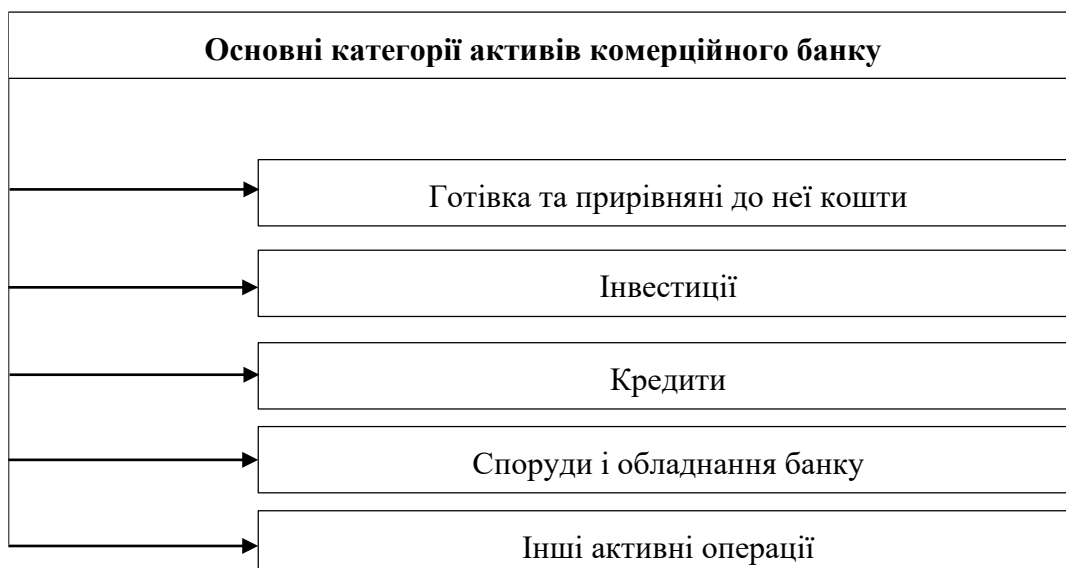 Основні категорії активів комерційного банку
Готівка та прирівняні до неї кошти
Інвестиції
Кредити
Споруди і обладнання банку
Інші активні операції